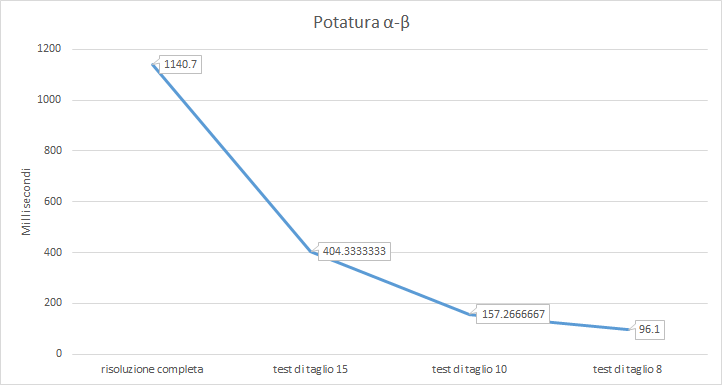 Potatura α-β
1200
1000
800
600
400
200
0
Millisecondi
1140.7
404.3333333
157.2666667
96.1
risoluzione completa
test di taglio 15
test di taglio 10
test di taglio 8